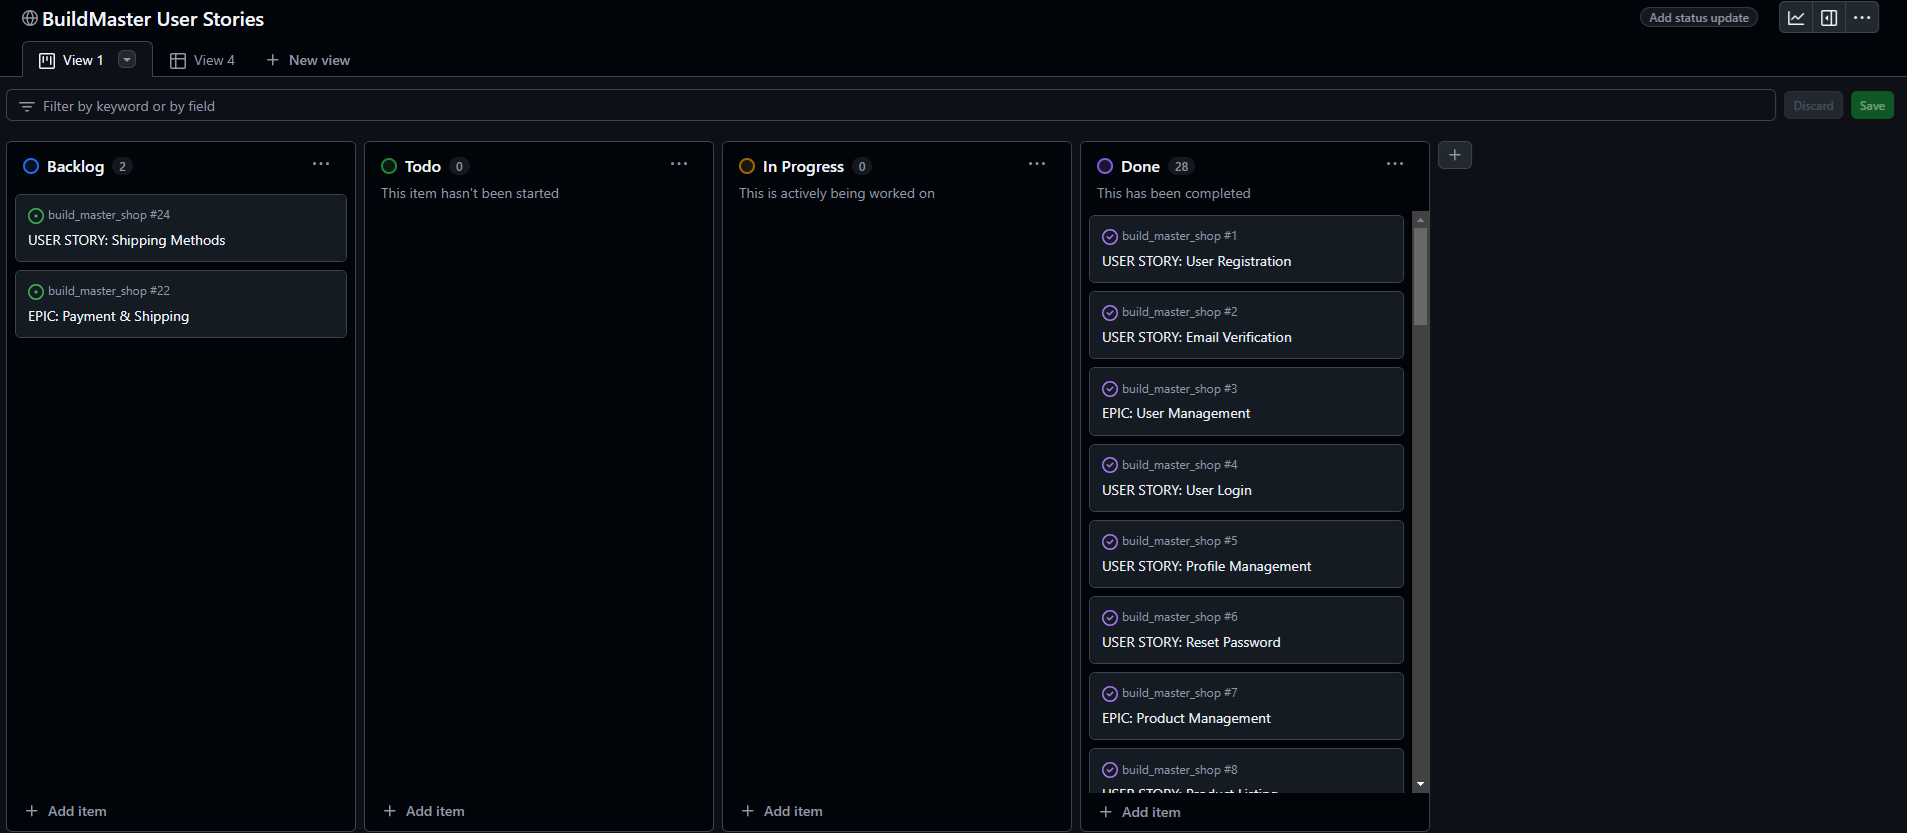 BuildMaster User Stories
Add status update
View 1
View 4
New view
Filter by keyword or by field
Discard
Save
Backlog 2
build_master_shop #24
USER STORY: Shipping Methods
build_master_shop #22
EPIC: Payment & Shipping
Add item
Todo 0
This item hasn't been started
Add item
In Progress 0
This is actively being worked on
Add item
Done 28
This has been completed
build_master_shop #1
USER STORY: User Registration
build_master_shop #2
USER STORY: Email Verification
build_master_shop #3
EPIC: User Management
build_master_shop #4
USER STORY: User Login
build_master_shop #5
USER STORY: Profile Management
build_master_shop #6
USER STORY: Reset Password
build_master_shop #7
EPIC: Product Management
build_master_shop #8
USER STORY: Product Listing
Add item